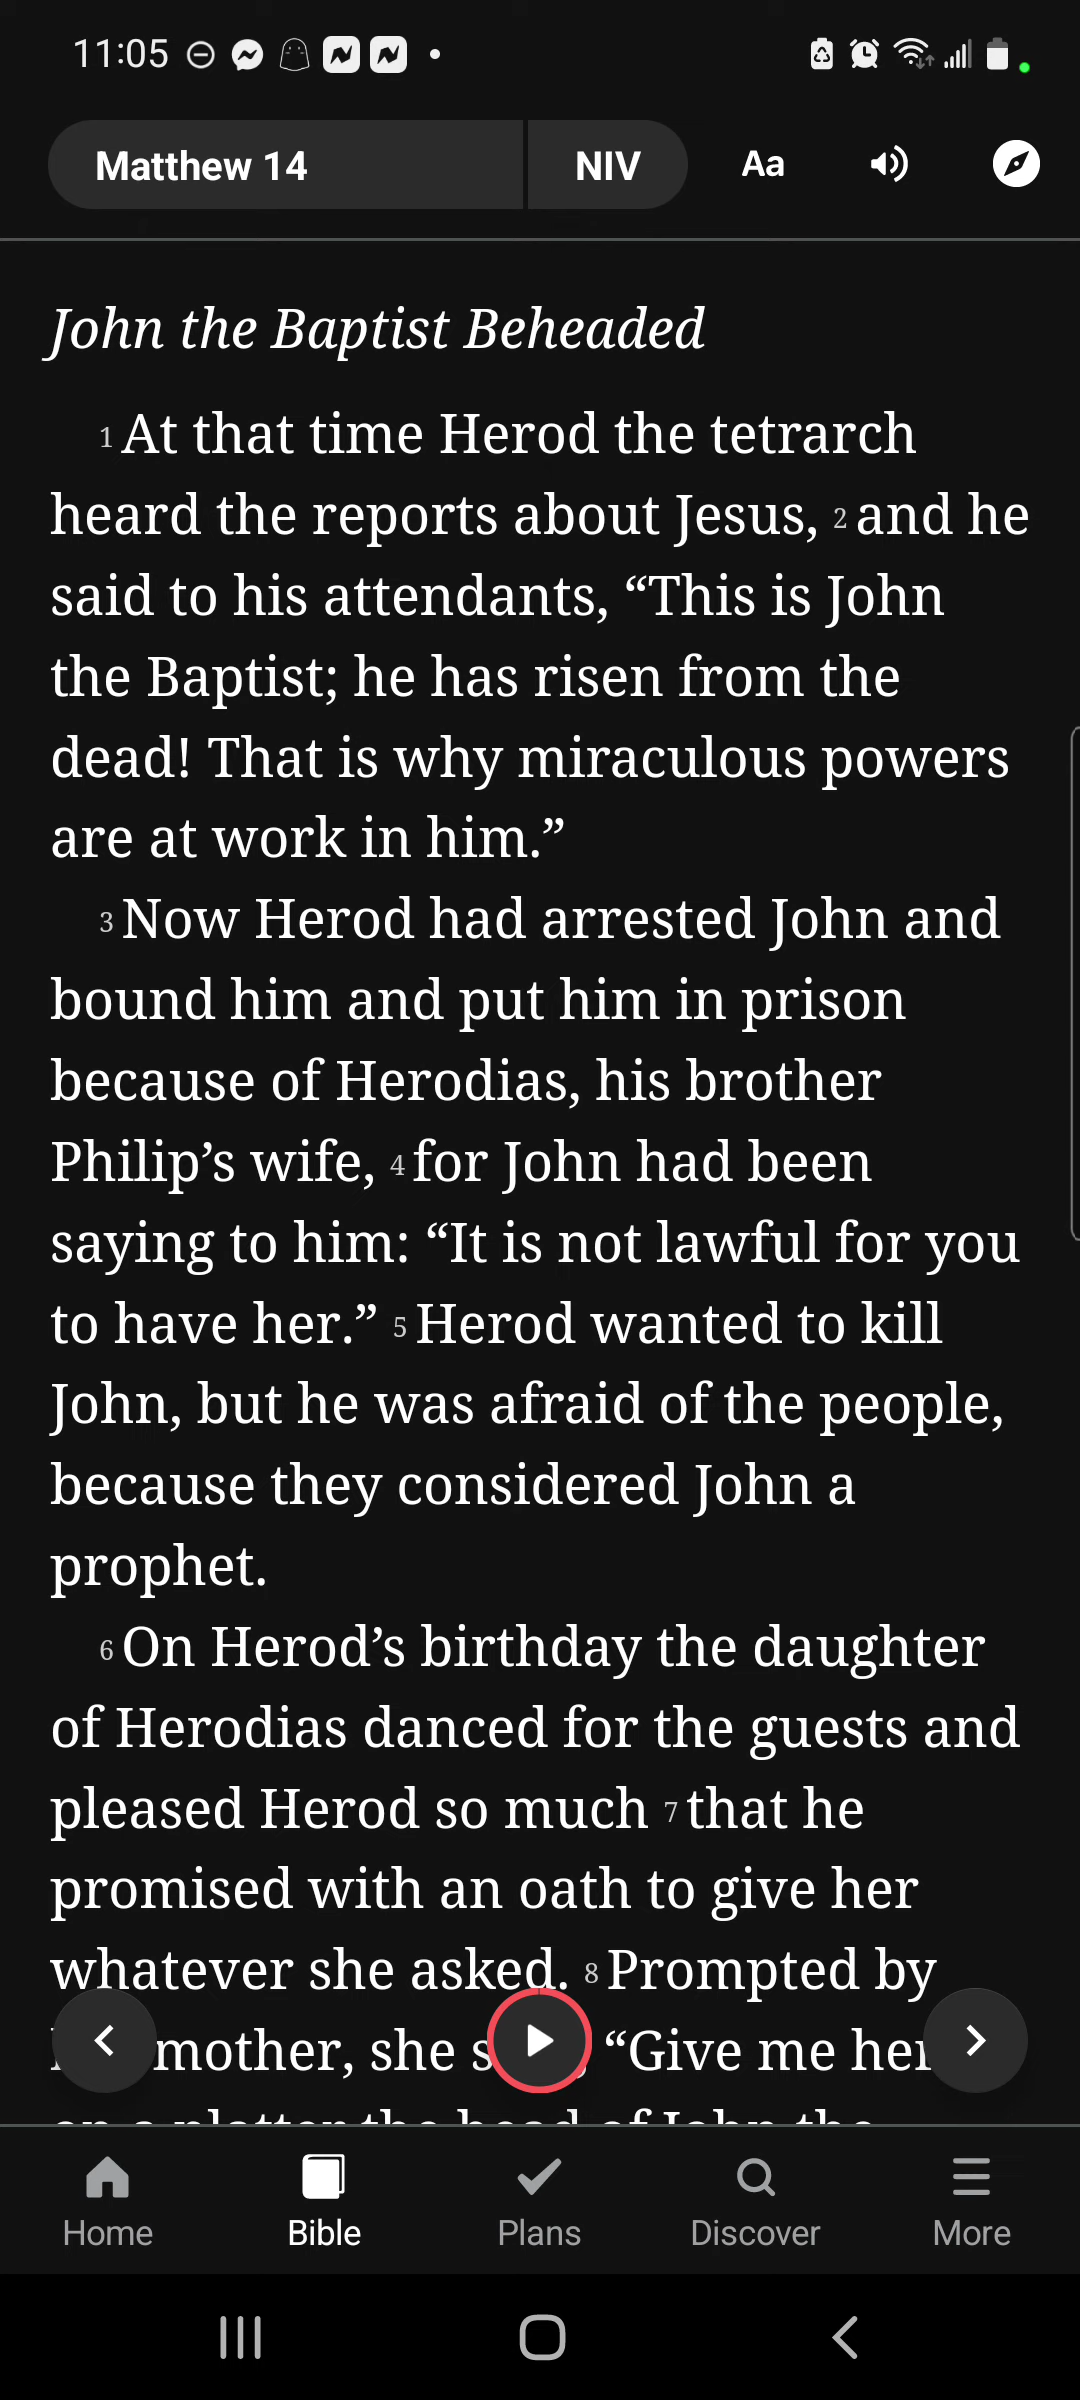 11:05
Matthew 14 NIV Aa
John the Baptist Beheaded
1 At that time Herod the tetrarch
heard the reports about Jesus, 2 and he
said to his attendants, “This is John
the Baptist; he has risen from the
dead! That is why miraculous powers
are at work in him.”
3 Now Herod had arrested John and
bound him and put him in prison
because of Herodias, his brother
Philip’s wife, 4 for John had been
saying to him: “It is not lawful for you
to have her.” 5 Herod wanted to kill
John, but he was afraid of the people,
because they considered John a
prophet.
6 On Herod’s birthday the daughter
of Herodias danced for the guests and
pleased Herod so much 7 that he
promised with an oath to give her
whatever she asked. 8 Prompted by
mother, she “Give me her
on a platter the head of John the
Home Bible Plans Discover More